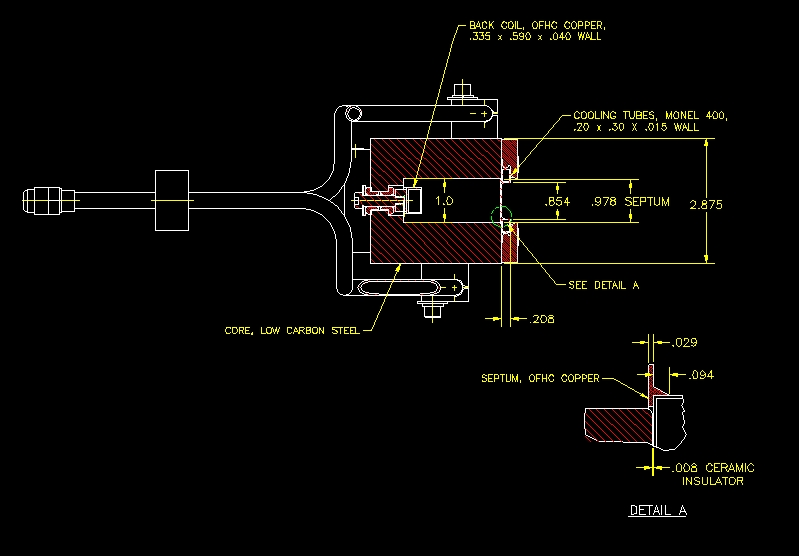 BACK COIL, OFHC COPPER,
.335 x .590 x .040 WALL
COOLING TUBES, MONEL 400,
.20 x .30 X .015 WALL
1.0
.854
.978 SEPTUM
2.875
SEE DETAIL A
.208
CORE, LOW CARBON STEEL
.029
SEPTUM, OFHC COPPER
.094
.008 CERAMIC
INSULATOR
DETAIL A